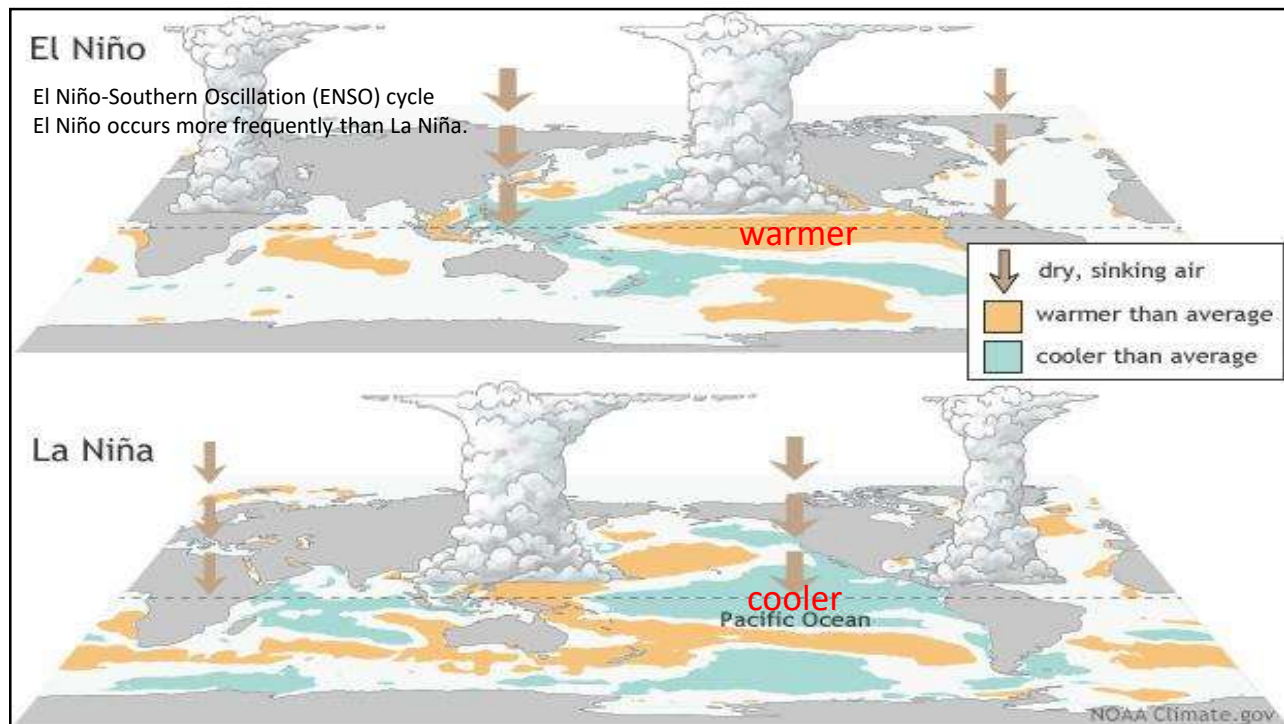 El Niño
El Niño-Southern Oscillation (ENSO) cycle
El Niño occurs more frequently than La Niña.
warmer
dry, sinking air
warmer than average
cooler than average
La Niña
cooler
Pacific Ocean
NOAA Climate.gov